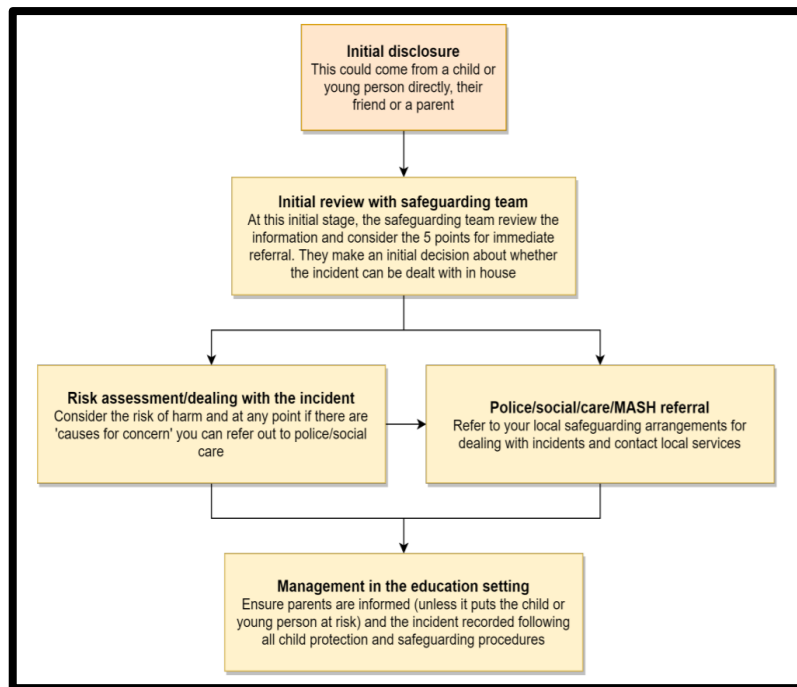 Initial disclosure
This could come from a child or
young person directly, their
friend or a parent
Initial review with safeguarding team
At this initial stage, the safeguarding team review the
information and consider the 5 points for immediate
referral. They make an initial decision about whether
the incident can be dealt with in house
Risk assessment/dealing with the incident
Consider the risk of harm and at any point if there are
'causes for concern' you can refer out to police/social
care
Police/social/care/MASH referral
Refer to your local safeguarding arrangements for
dealing with incidents and contact local services
Management in the education setting
Ensure parents are informed (unless it puts the child or
young person at risk) and the incident recorded following
all child protection and safeguarding procedures